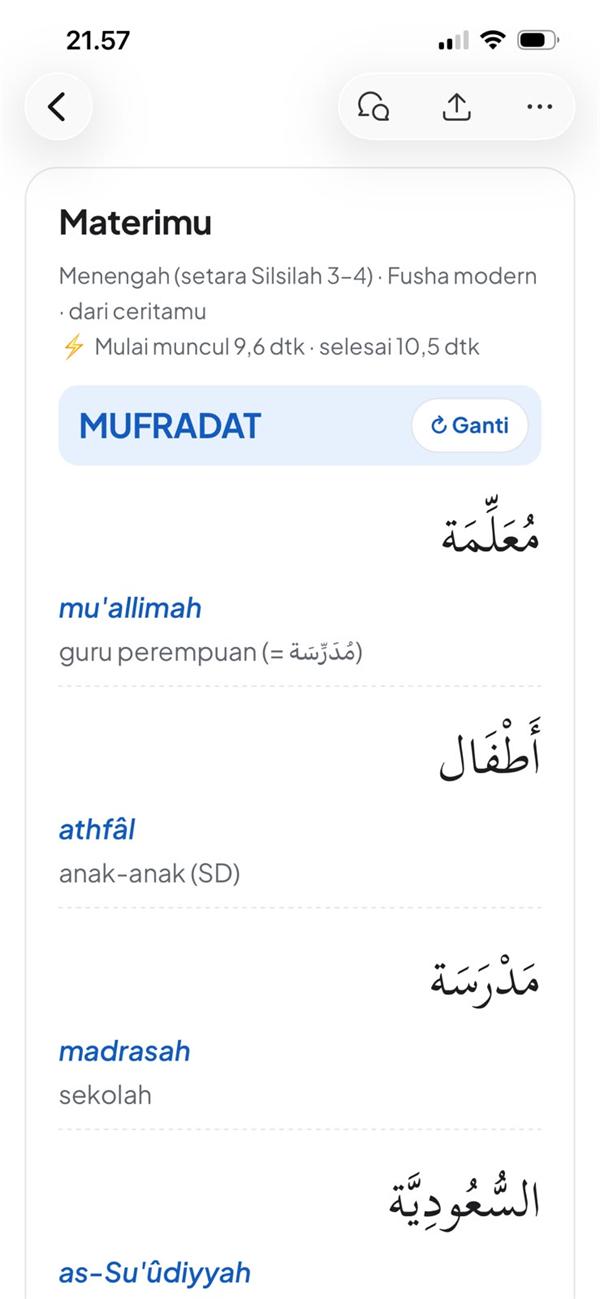 21.57
Materimu
Menengah (setara Silsilah 3–4) · Fusha modern
· dari ceritamu
⚡ Mulai muncul 9,6 dtk · selesai 10,5 dtk
MUFRADAT
↻ Ganti
مُعَلِّمَة
mu'allimah
guru perempuan (= مُدَرِّسَة)
أَطْفَال
athfâl
anak-anak (SD)
مَدْرَسَة
madrasah
sekolah
السُّعُودِيَّة
as-Su'ûdiyyah